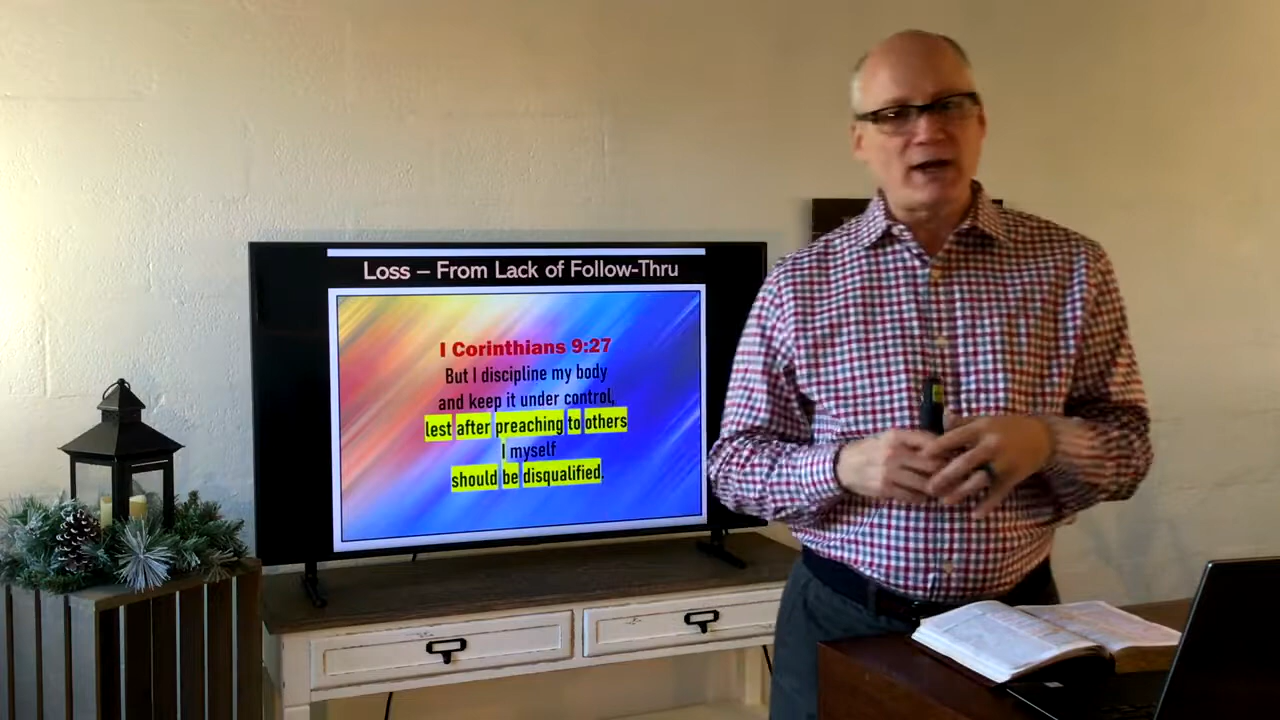 Loss – From Lack of Follow-Thru
I Corinthians 9:27
But I discipline my body
and keep it under control,
lest after preaching to others
I myself
should be disqualified.